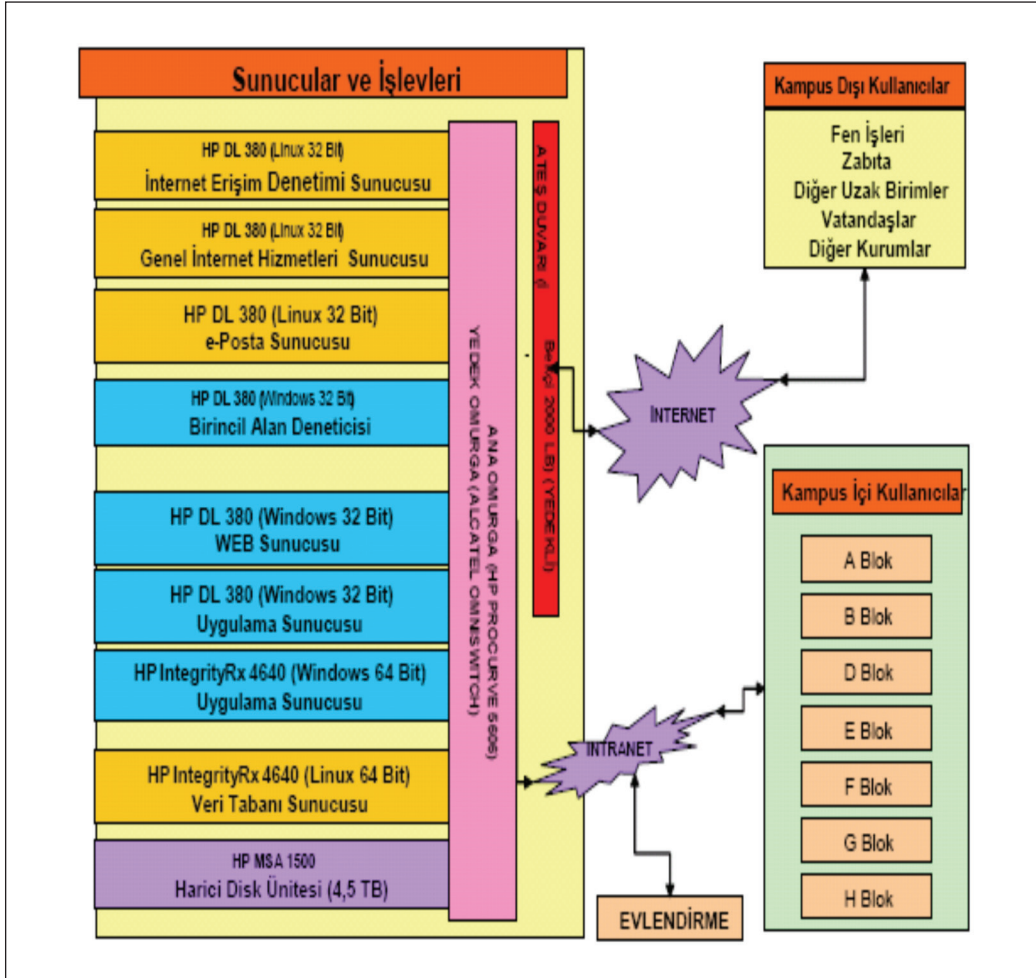 Sunucular ve İşlevleri
HP DL 380 (Linux 32 Bit)
İnternet Erişim Denetimi Sunucusu
HP DL 380 (Linux 32 Bit)
Genel İnternet Hizmetleri Sunucusu
HP DL 380 (Linux 32 Bit)
e-Posta Sunucusu
HP DL 380 (Windows 32 Bit)
Birincil Alan Deneticisi
HP DL 380 (Windows 32 Bit)
WEB Sunucusu
HP DL 380 (Windows 32 Bit)
Uygulama Sunucusu
HP IntegrityRx 4640 (Windows 64 Bit)
Uygulama Sunucusu
HP IntegrityRx 4640 (Linux 64 Bit)
Veri Tabanı Sunucusu
HP MSA 1500
Harici Disk Ünitesi (4,5 TB)
ANA OMURGA (HP PROCURVE 5606)
YEDEK OMURGA (ALCATEL OMNISWITCH)
ATEŞ DUVARI
2000 LB) (YEDEKLİ)
İNTERNET
INTRANET
EVLENDİRME
Kampus Dışı Kullanıcılar
Fen İşleri
Zabıta
Diğer Uzak Birimler
Vatandaşlar
Diğer Kurumlar
Kampus İçi Kullanıcılar
A Blok
B Blok
D Blok
E Blok
F Blok
G Blok
H Blok